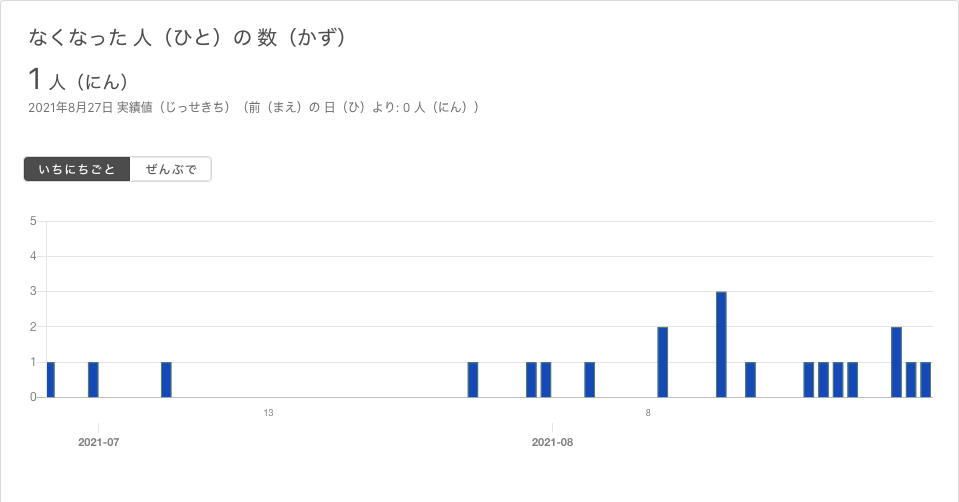 なくなった 人（ひと）の 数（かず）
1 人（にん）
2021年8月27日 実績値（じっせきち）（前（まえ）の 日（ひ）より: 0 人（にん））
いちにちごと ぜんぶで
5
4
3
2
1
0
13 8
2021-07 2021-08